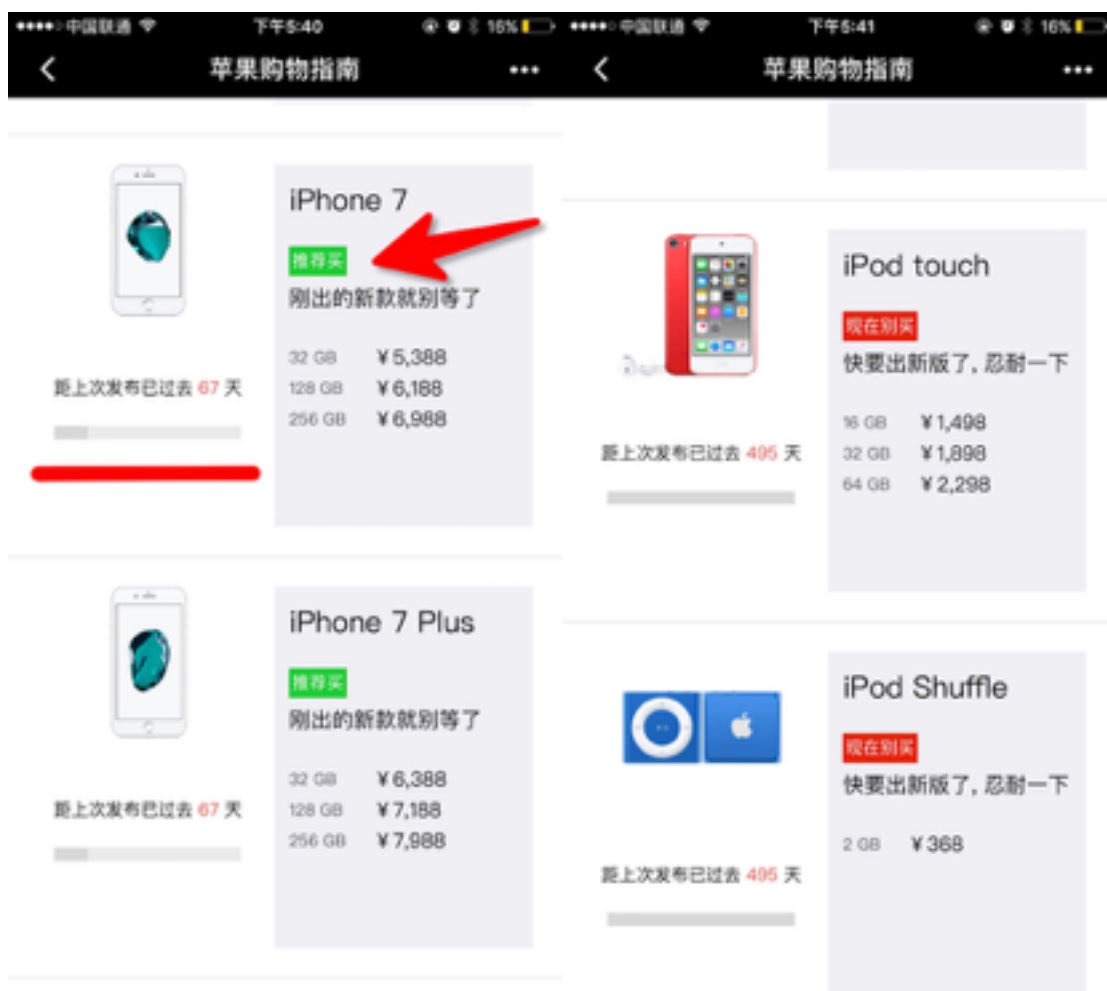 中国联通
下午5:40
16%
苹果购物指南
iPhone 7
推荐买
刚出的新款就别等了
32 GB ¥5,388
128 GB ¥6,188
256 GB ¥6,988
距上次发布已过去 67 天
iPhone 7 Plus
推荐买
刚出的新款就别等了
32 GB ¥6,388
128 GB ¥7,188
256 GB ¥7,988
距上次发布已过去 67 天
中国联通
下午5:41
16%
苹果购物指南
iPod touch
现在别买
快要出新版了, 忍耐一下
16 GB ¥1,498
32 GB ¥1,898
64 GB ¥2,298
距上次发布已过去 495 天
iPod Shuffle
现在别买
快要出新版了, 忍耐一下
2 GB ¥368
距上次发布已过去 495 天